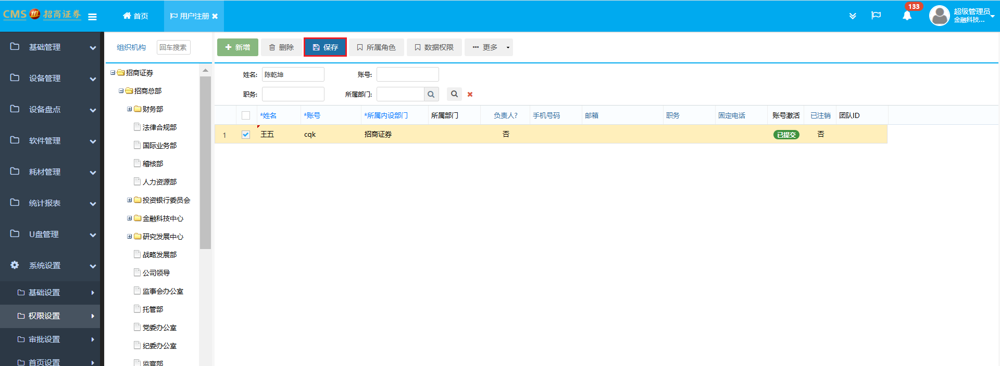 CMS 招商证券
首页
用户注册
133
超级管理员
金融科技...
基础管理
设备管理
设备盘点
软件管理
耗材管理
统计报表
U盘管理
系统设置
基础设置
权限设置
审批设置
首页设置
组织机构 回车搜索
招商证券
招商总部
财务部
法律合规部
国际业务部
稽核部
人力资源部
投资银行委员会
金融科技中心
研究发展中心
战略发展部
公司领导
监事会办公室
托管部
党委办公室
纪委办公室
监察部
新增 删除 保存 所属角色 数据权限 更多
姓名: 陈乾坤 账号:
职务: 所属部门:
*姓名 *账号 *所属内设部门 所属部门 负责人? 手机号码 邮箱 职务 固定电话 账号激活 已注销 团队ID
1 王五 cqk 招商证券 否 已提交 否